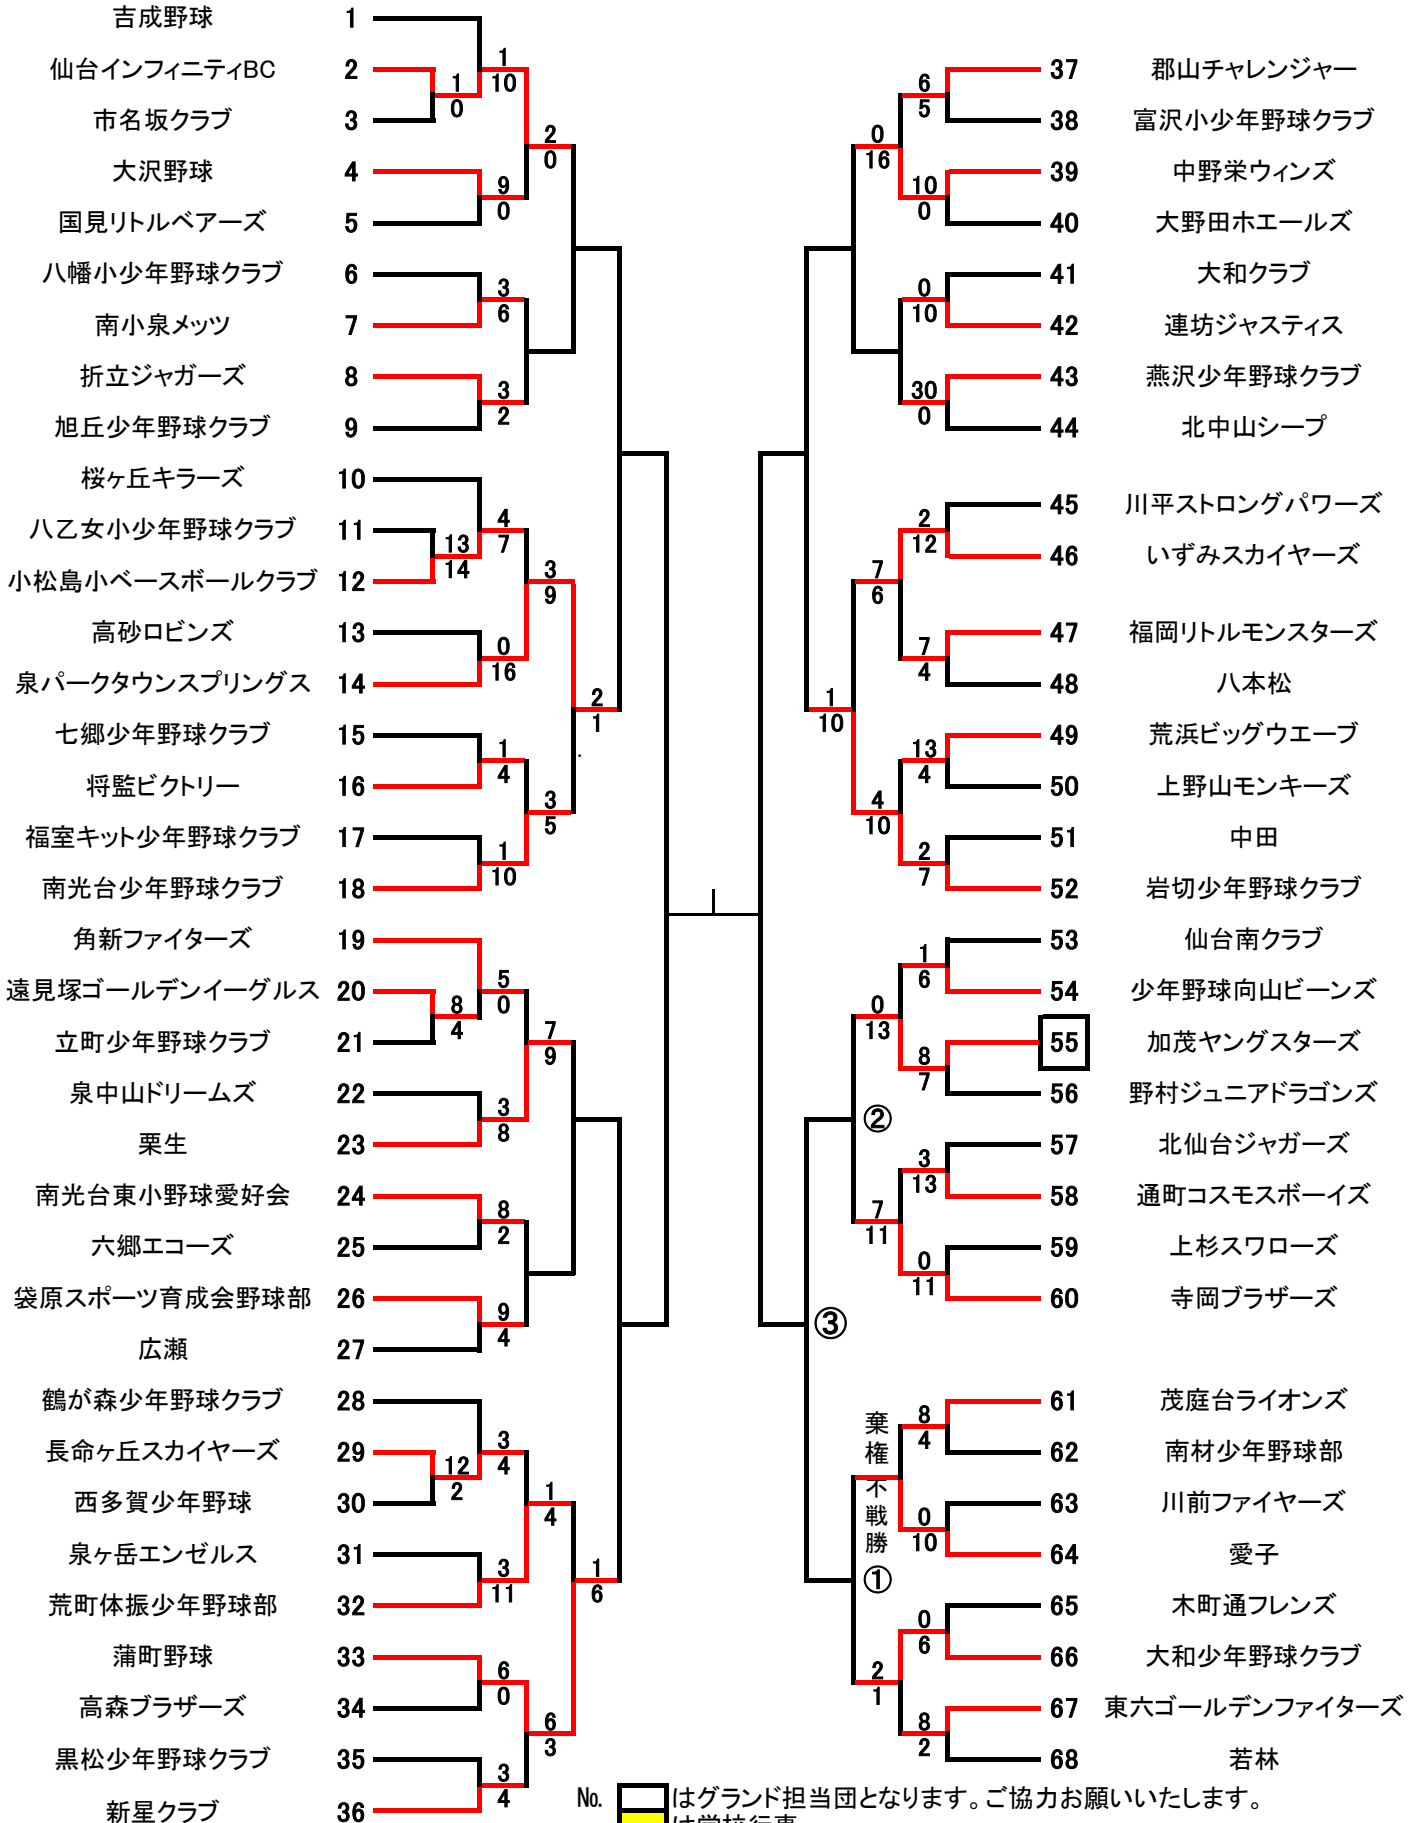 吉成野球 1
仙台インフィニティBC 2
市名坂クラブ 3
大沢野球 4
国見リトルベアーズ 5
八幡小少年野球クラブ 6
南小泉メッツ 7
折立ジャガーズ 8
旭丘少年野球クラブ 9
桜ヶ丘キラーズ 10
八乙女小少年野球クラブ 11
小松島小ベースボールクラブ 12
高砂ロビンズ 13
泉パークタウンスプリングス 14
七郷少年野球クラブ 15
将監ビクトリー 16
福室キット少年野球クラブ 17
南光台少年野球クラブ 18
角新ファイターズ 19
遠見塚ゴールデンイーグルス 20
立町少年野球クラブ 21
泉中山ドリームズ 22
栗生 23
南光台東小野球愛好会 24
六郷エコーズ 25
袋原スポーツ育成会野球部 26
広瀬 27
鶴が森少年野球クラブ 28
長命ヶ丘スカイヤーズ 29
西多賀少年野球 30
泉ヶ岳エンゼルス 31
荒町体振少年野球部 32
蒲町野球 33
高森ブラザーズ 34
黒松少年野球クラブ 35
新星クラブ 36
1
0
13
14
8
4
12
2
1
10
9
0
3
6
3
2
4
7
0
16
1
4
1
10
5
0
3
8
8
2
9
4
3
4
3
11
6
0
3
4
2
0
3
9
3
5
7
9
1
4
6
3
2
1
1
6
0
16
7
6
4
10
0
13
7
11
棄権
不戦勝
2
1
1
10
②
③
①
6
5
10
0
0
10
30
0
2
12
7
4
13
4
2
7
1
6
8
7
3
13
0
11
8
4
0
10
0
6
8
2
37 郡山チャレンジャー
38 富沢小少年野球クラブ
39 中野栄ウィンズ
40 大野田ホエールズ
41 大和クラブ
42 連坊ジャスティス
43 燕沢少年野球クラブ
44 北中山シープ
45 川平ストロングパワーズ
46 いずみスカイヤーズ
47 福岡リトルモンスターズ
48 八本松
49 荒浜ビッグウエーブ
50 上野山モンキーズ
51 中田
52 岩切少年野球クラブ
53 仙台南クラブ
54 少年野球向山ビーンズ
55 加茂ヤングスターズ
56 野村ジュニアドラゴンズ
57 北仙台ジャガーズ
58 通町コスモスボーイズ
59 上杉スワローズ
60 寺岡ブラザーズ
61 茂庭台ライオンズ
62 南材少年野球部
63 川前ファイヤーズ
64 愛子
65 木町通フレンズ
66 大和少年野球クラブ
67 東六ゴールデンファイターズ
68 若林
№ はグランド担当団となります。ご協力お願いいたします。
は学校行事